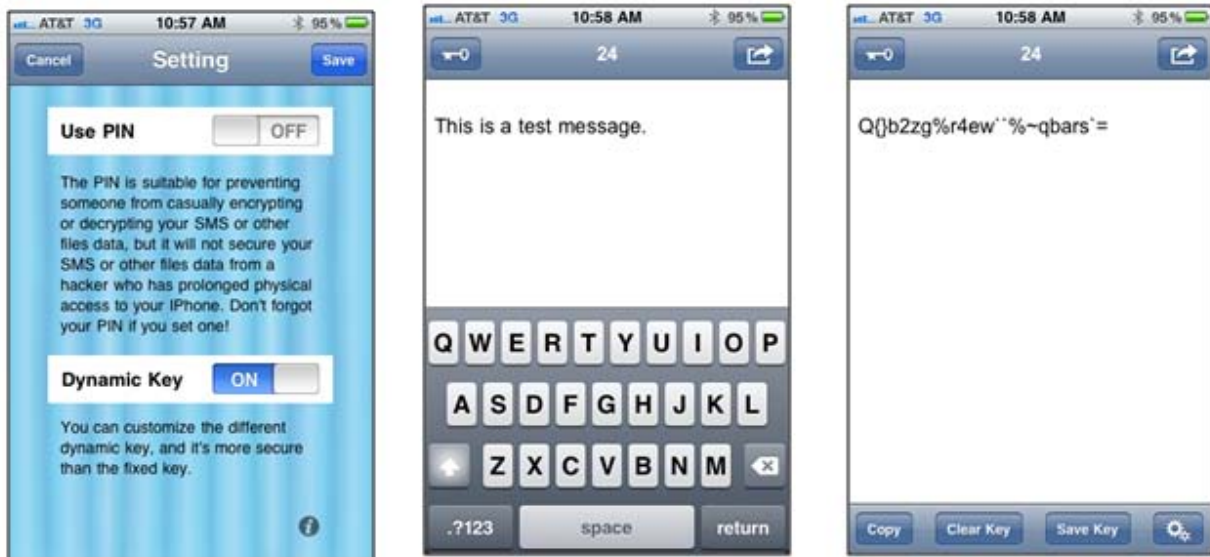 AT&T 3G 10:57 AM 95%
Cancel Setting Save
Use PIN OFF
The PIN is suitable for preventing
someone from casually encrypting
or decrypting your SMS or other
files data, but it will not secure your
SMS or other files data from a
hacker who has prolonged physical
access to your IPhone. Don't forgot
your PIN if you set one!
Dynamic Key ON
You can customize the different
dynamic key, and it's more secure
than the fixed key.
AT&T 3G 10:58 AM 95%
24
This is a test message.
Q W E R T Y U I O P
A S D F G H J K L
Z X C V B N M
.?123 space return
AT&T 3G 10:58 AM 95%
24
Q{}b2zg%r4ew``%~qbars`=
Copy Clear Key Save Key